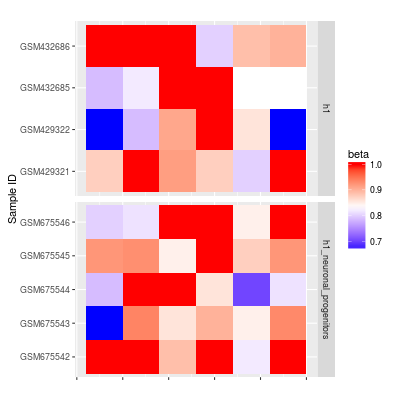 GSM432686
GSM432685
GSM429322
GSM429321
h1
GSM675546
GSM675545
GSM675544
GSM675543
GSM675542
h1_neuronal_progenitors
Sample ID
beta
1.0
0.9
0.8
0.7